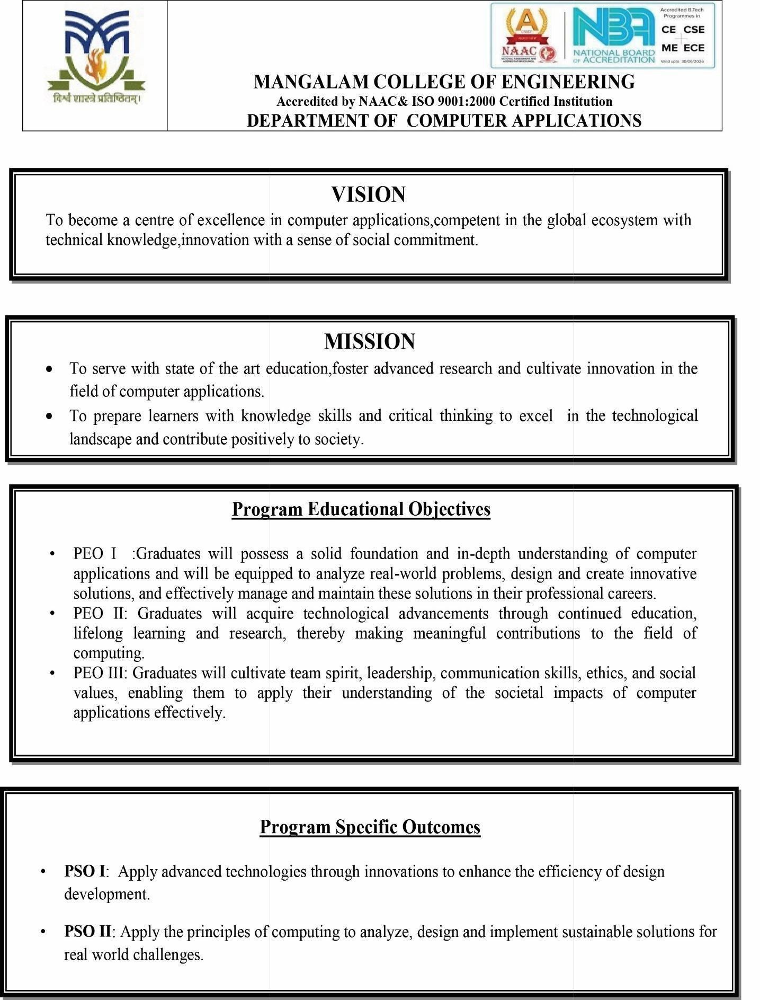 विश्वं शास्त्रे प्रतिष्ठितम्।
A
GRADE
ACCREDITED BY
NAAC
NATIONAL ASSESSMENT AND
ACCREDITATION COUNCIL
NBA
NATIONAL BOARD
OF ACCREDITATION
Accredited B.Tech
Programmes in
CE CSE
ME ECE
Valid upto 30/06/2026
MANGALAM COLLEGE OF ENGINEERING
Accredited by NAAC& ISO 9001:2000 Certified Institution
DEPARTMENT OF COMPUTER APPLICATIONS
VISION
To become a centre of excellence in computer applications,competent in the global ecosystem with
technical knowledge,innovation with a sense of social commitment.
MISSION
• To serve with state of the art education,foster advanced research and cultivate innovation in the
field of computer applications.
• To prepare learners with knowledge skills and critical thinking to excel in the technological
landscape and contribute positively to society.
Program Educational Objectives
• PEO I :Graduates will possess a solid foundation and in-depth understanding of computer
applications and will be equipped to analyze real-world problems, design and create innovative
solutions, and effectively manage and maintain these solutions in their professional careers.
• PEO II: Graduates will acquire technological advancements through continued education,
lifelong learning and research, thereby making meaningful contributions to the field of
computing.
• PEO III: Graduates will cultivate team spirit, leadership, communication skills, ethics, and social
values, enabling them to apply their understanding of the societal impacts of computer
applications effectively.
Program Specific Outcomes
• PSO I: Apply advanced technologies through innovations to enhance the efficiency of design
development.
• PSO II: Apply the principles of computing to analyze, design and implement sustainable solutions for
real world challenges.